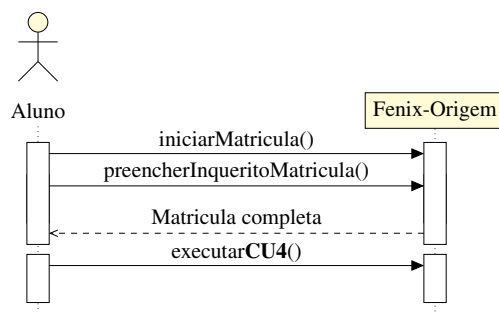 Aluno
Fenix-Origem
iniciarMatricula()
preencherInqueritoMatricula()
Matricula completa
executarCU4()